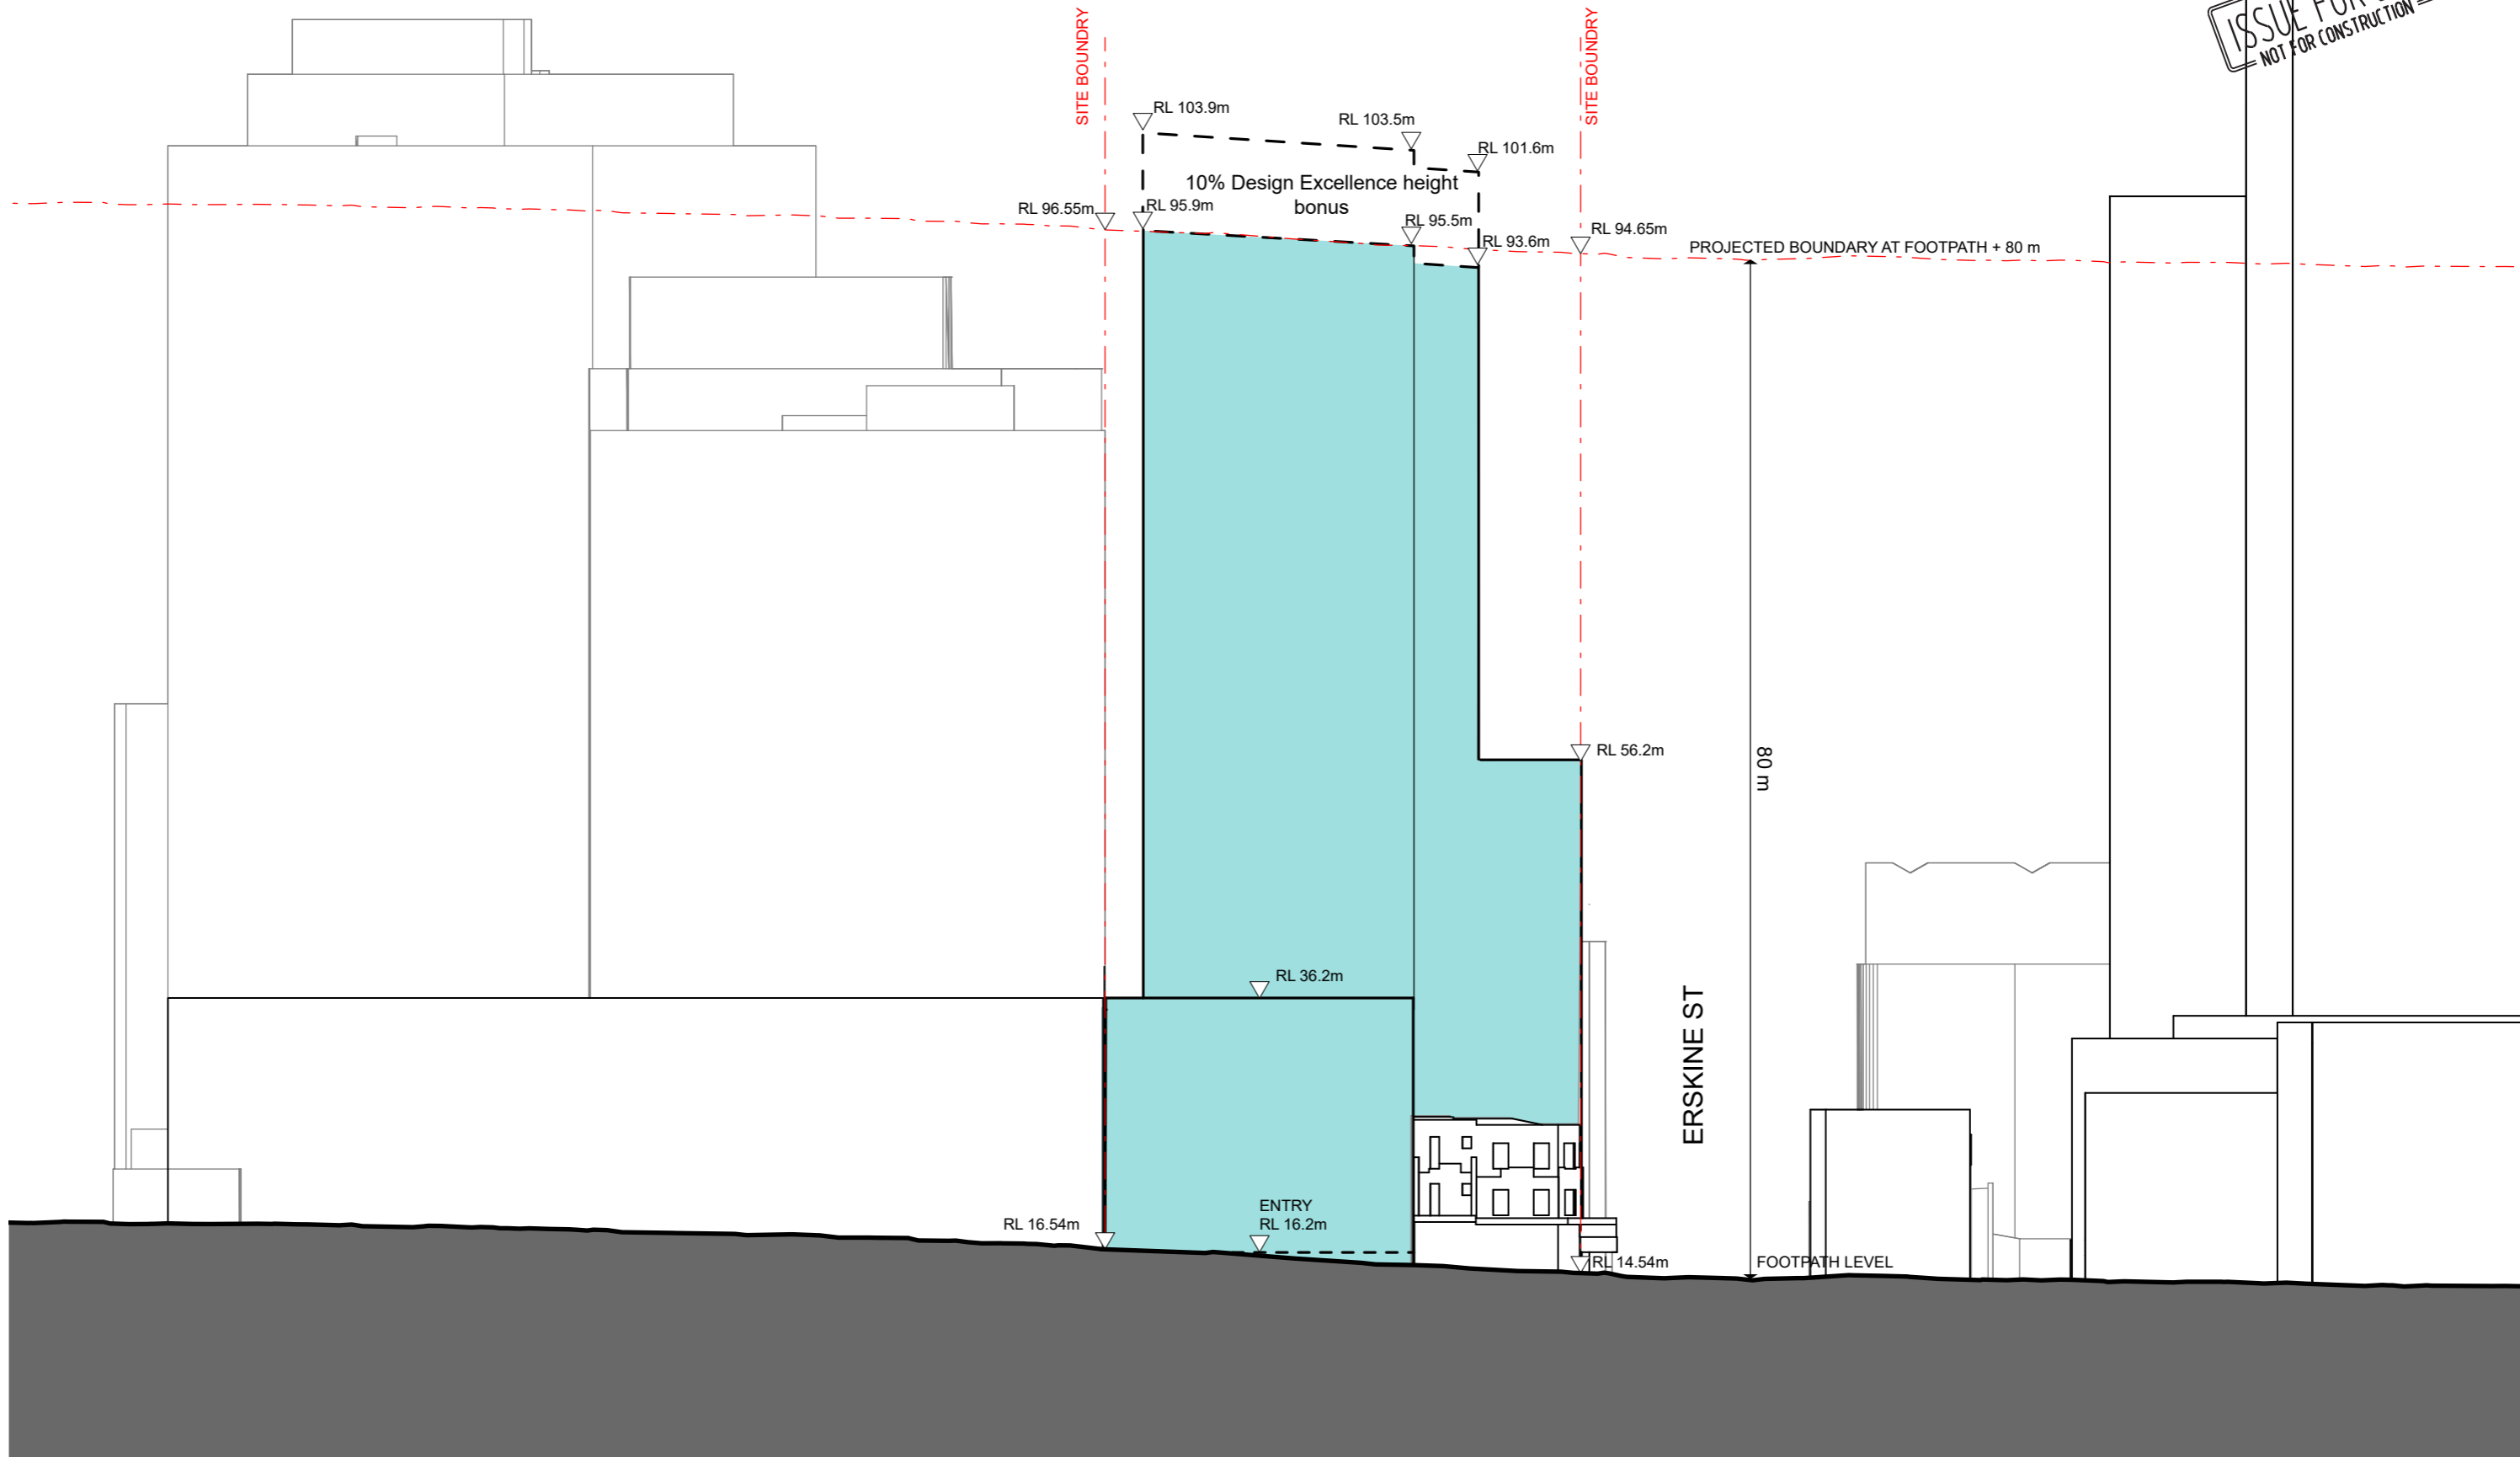 ISSUE FOR
NOT FOR CONSTRUCTION
SITE BOUNDRY
SITE BOUNDRY
RL 103.9m
RL 103.5m
RL 101.6m
10% Design Excellence height
bonus
RL 96.55m
RL 95.9m
RL 95.5m
RL 93.6m
RL 94.65m
PROJECTED BOUNDARY AT FOOTPATH + 80 m
RL 56.2m
80 m
RL 36.2m
ERSKINE ST
ENTRY
RL 16.2m
RL 16.54m
RL 14.54m
FOOTPATH LEVEL